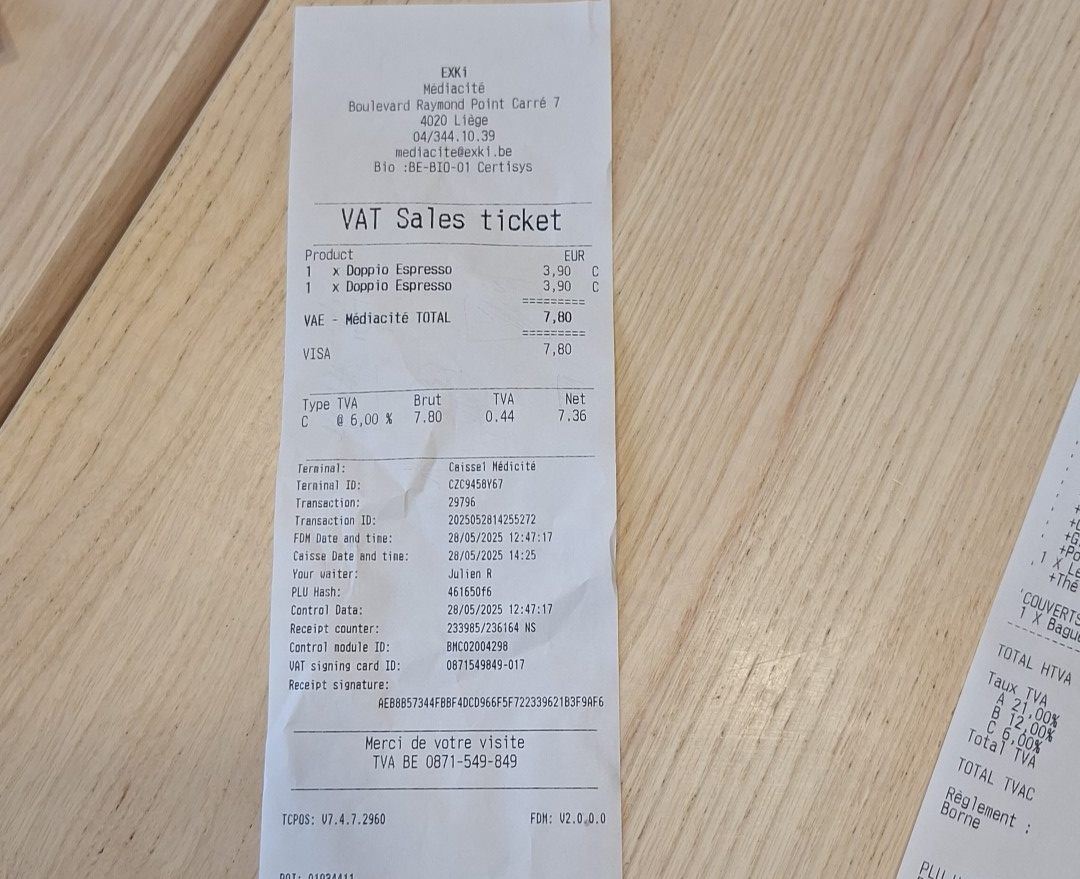 EXKi
Médiacité
Boulevard Raymond Point Carré 7
4020 Liège
04/344.10.39
mediacite@exki.be
Bio :BE-BIO-01 Certisys
VAT Sales ticket
Product EUR
1 x Doppio Espresso 3,90 C
1 x Doppio Espresso 3,90 C
=========
VAE - Médiacité TOTAL 7,80
=========
VISA 7,80
Type TVA Brut TVA Net
C @ 6,00 % 7.80 0.44 7.36
Terminal: Caisse1 Médicité
Terminal ID: CZC9458Y67
Transaction: 29796
Transaction ID: 2025052814255272
FDM Date and time: 28/05/2025 12:47:17
Caisse Date and time: 28/05/2025 14:25
Your waiter: Julien R
PLU Hash: 461650f6
Control Data: 28/05/2025 12:47:17
Receipt counter: 233985/236164 NS
Control module ID: BMC02004298
VAT signing card ID: 0871549849-017
Receipt signature:
AEB8B57344FBBF4DCD966F5F722339621B3F9AF6
Merci de votre visite
TVA BE 0871-549-849
TCPOS: V7.4.7.2960 FDM: V2.0.0.0
1 X Le
+Thé
'COUVERTS
1 X Bague
TOTAL HTVA
Taux TVA
A 21,00%
B 12,00%
C 6,00%
Total TVA
TOTAL TVAC
Règlement :
Borne